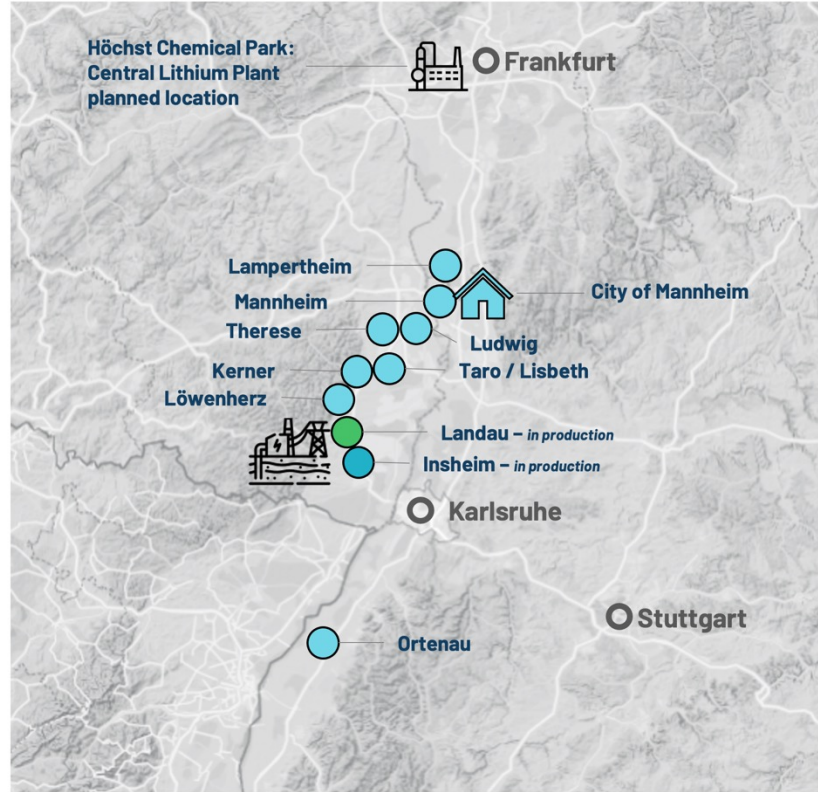 Höchst Chemical Park:
Central Lithium Plant
planned location
Frankfurt
Lampertheim
City of Mannheim
Mannheim
Therese
Ludwig
Kerner
Taro / Lisbeth
Löwenherz
Landau – in production
Insheim – in production
Karlsruhe
Stuttgart
Ortenau